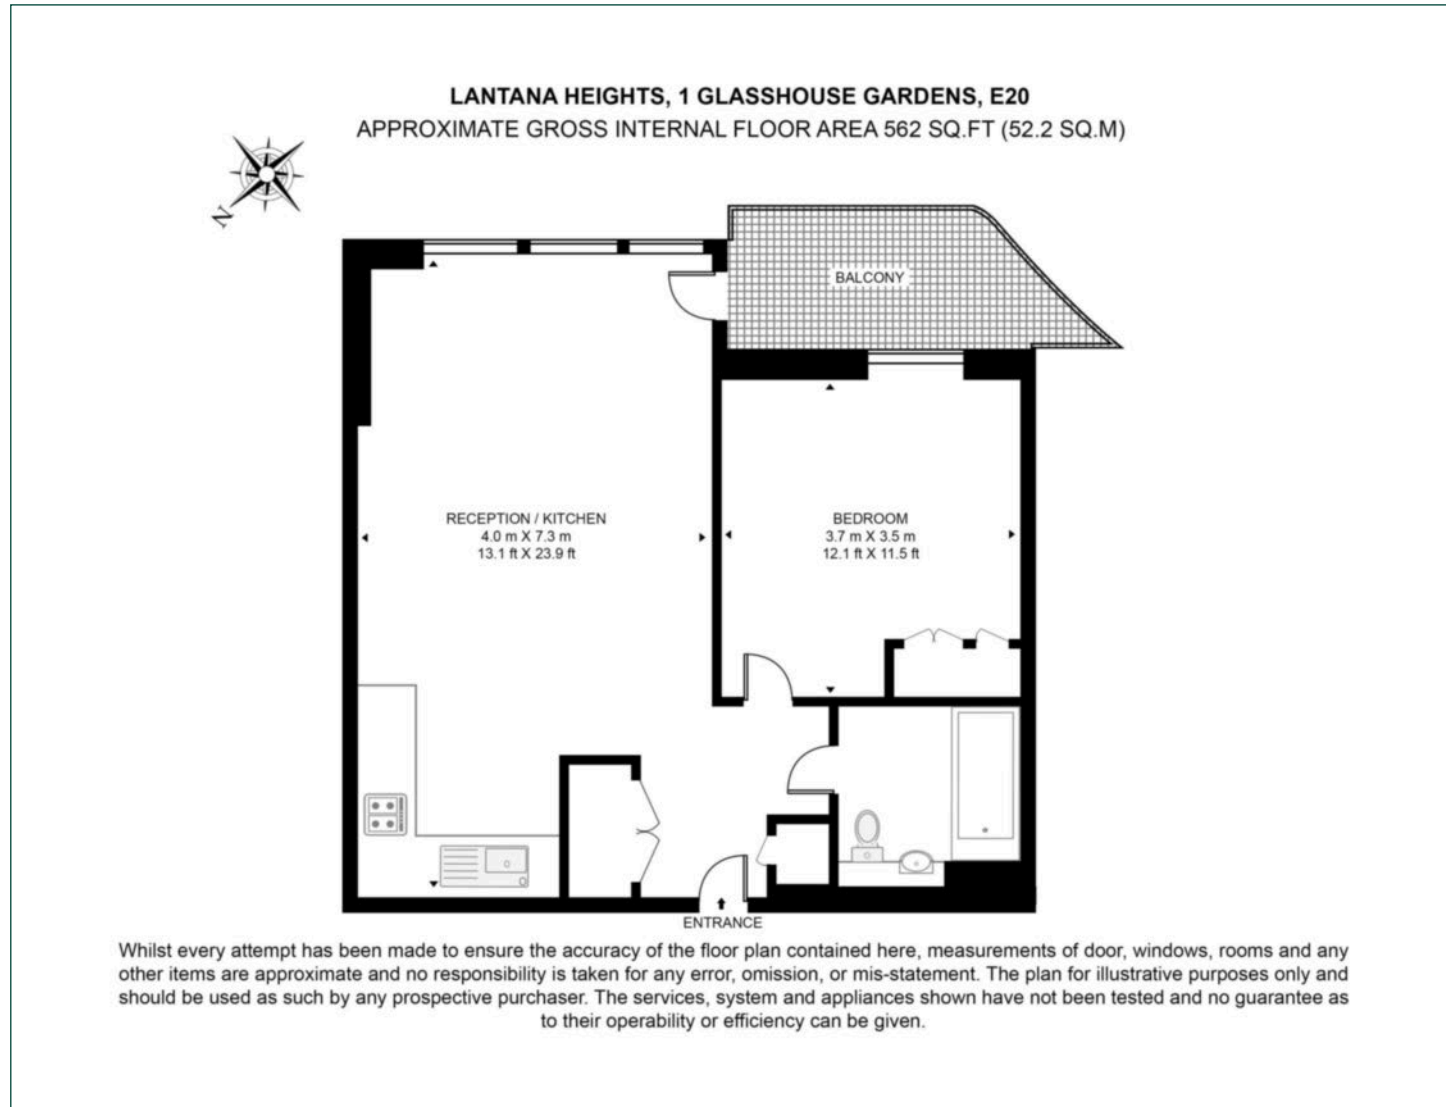 LANTANA HEIGHTS, 1 GLASSHOUSE GARDENS, E20
APPROXIMATE GROSS INTERNAL FLOOR AREA 562 SQ.FT (52.2 SQ.M)
N
BALCONY
RECEPTION / KITCHEN
4.0 m X 7.3 m
13.1 ft X 23.9 ft
BEDROOM
3.7 m X 3.5 m
12.1 ft X 11.5 ft
ENTRANCE
Whilst every attempt has been made to ensure the accuracy of the floor plan contained here, measurements of door, windows, rooms and any
other items are approximate and no responsibility is taken for any error, omission, or mis-statement. The plan for illustrative purposes only and
should be used as such by any prospective purchaser. The services, system and appliances shown have not been tested and no guarantee as
to their operability or efficiency can be given.